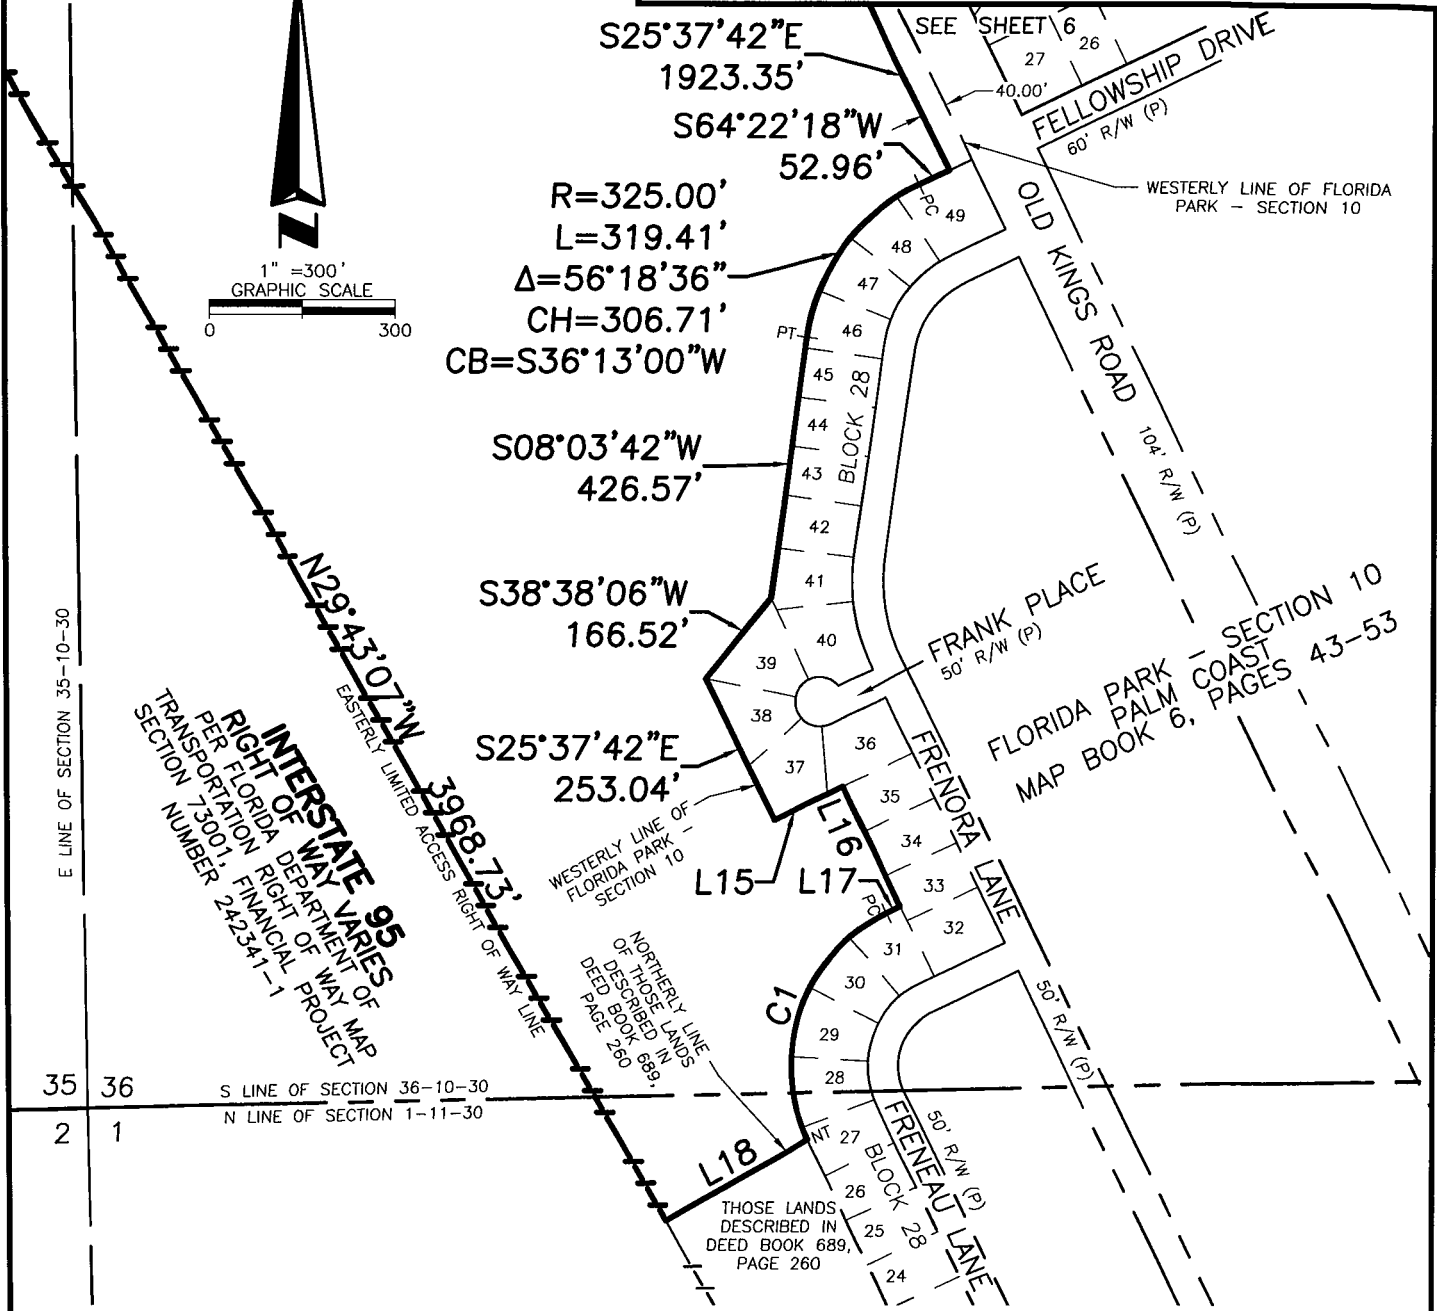 SEE SHEET 6
27
26
FELLOWSHIP DRIVE
60' R/W (P)
40.00'
S25°37'42"E
1923.35'
S64°22'18"W
52.96'
WESTERLY LINE OF FLORIDA
PARK - SECTION 10
R=325.00'
L=319.41'
Δ=56°18'36"
CH=306.71'
CB=S36°13'00"W
N
1" =300'
GRAPHIC SCALE
0
300
PC
49
48
47
46
PT
45
44
43
42
41
40
39
38
37
36
35
34
33
32
31
30
29
28
27
26
25
24
BLOCK 28
OLD KINGS ROAD
104' R/W (P)
S08°03'42"W
426.57'
S38°38'06"W
166.52'
S25°37'42"E
253.04'
FRANK PLACE
50' R/W (P)
FLORIDA PARK - SECTION 10
PALM COAST
MAP BOOK 6, PAGES 43-53
FRENORA LANE
50' R/W (P)
N29°43'07"W
3968.73'
EASTERLY LIMITED ACCESS RIGHT OF WAY LINE
E LINE OF SECTION 35-10-30
INTERSTATE 95
RIGHT OF WAY VARIES
PER FLORIDA DEPARTMENT OF
TRANSPORTATION RIGHT OF WAY MAP
SECTION 73001, FINANCIAL PROJECT
NUMBER 242341-1
WESTERLY LINE OF
FLORIDA PARK -
SECTION 10
L15
L16
L17
PC
C1
NORTHERLY LINE
OF THOSE LANDS
DESCRIBED IN
DEED BOOK 689,
PAGE 260
35
36
S LINE OF SECTION 36-10-30
N LINE OF SECTION 1-11-30
2
1
L18
NT
BLOCK 28
FRENEAU LANE
50' R/W (P)
THOSE LANDS
DESCRIBED IN
DEED BOOK 689,
PAGE 260